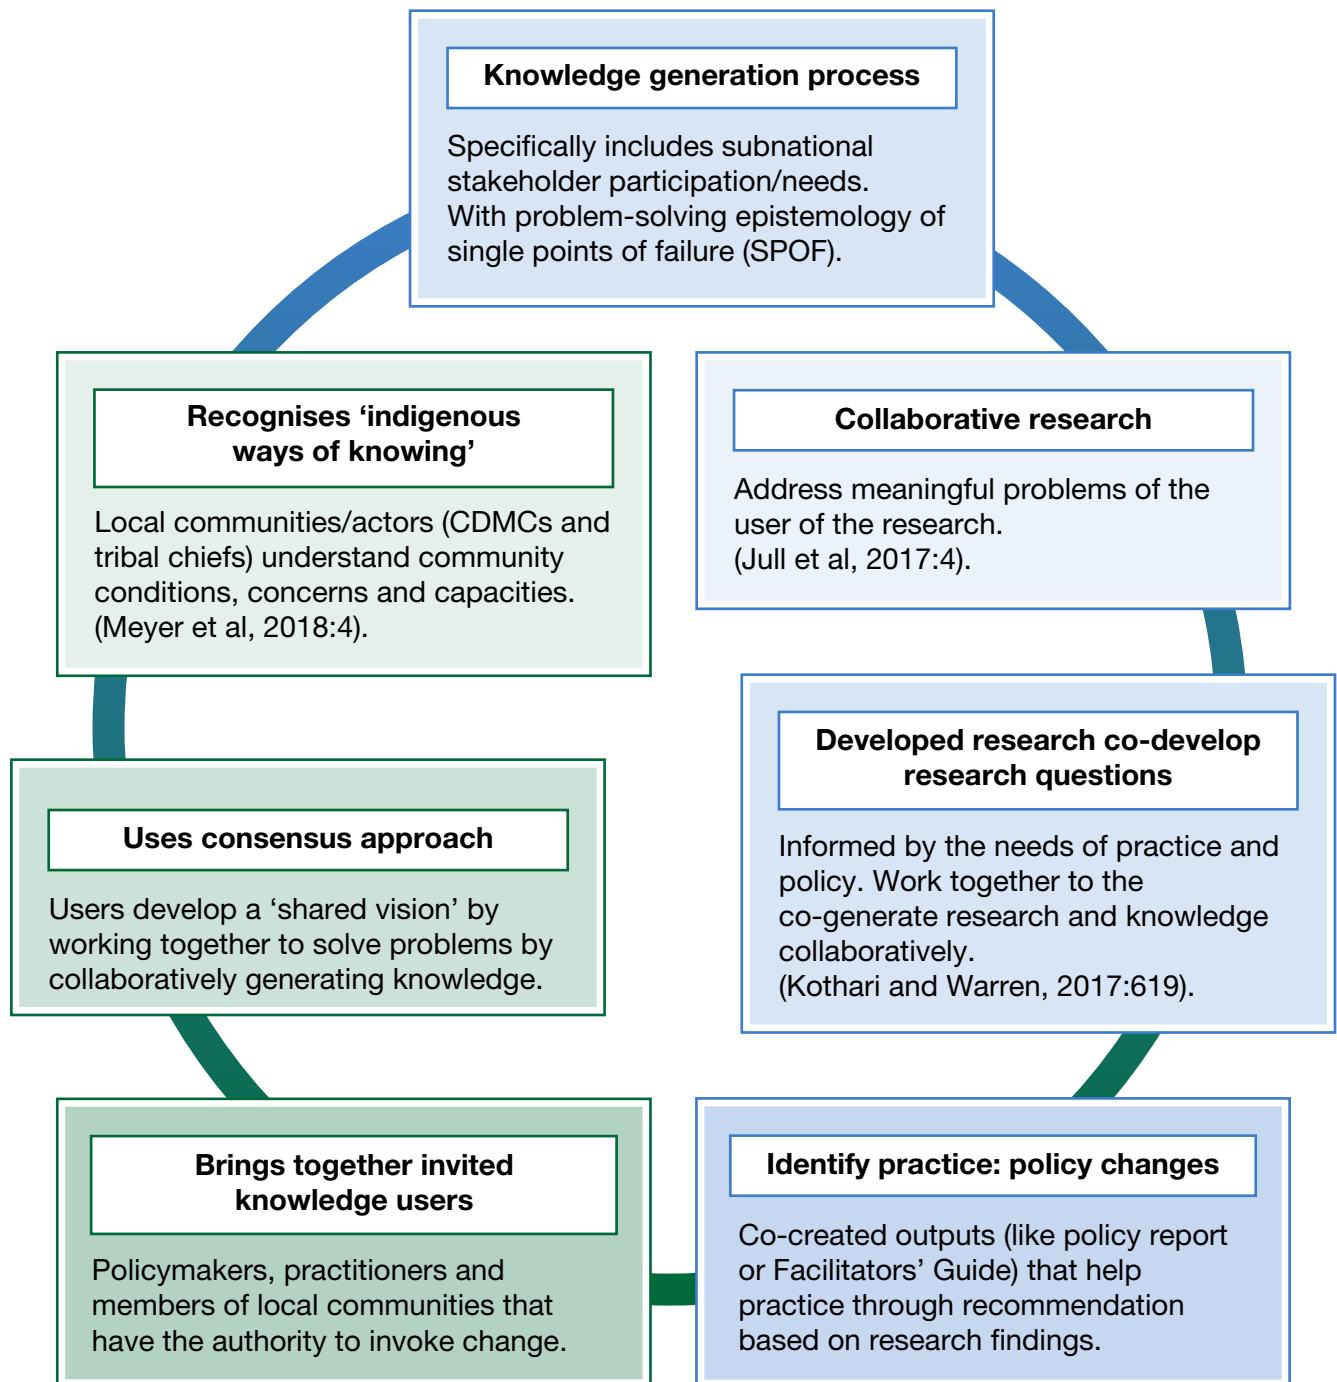 Knowledge generation process
Specifically includes subnational
stakeholder participation/needs.
With problem-solving epistemology of
single points of failure (SPOF).
Collaborative research
Address meaningful problems of the
user of the research.
(Jull et al, 2017:4).
Developed research co-develop
research questions
Informed by the needs of practice and
policy. Work together to the
co-generate research and knowledge
collaboratively.
(Kothari and Warren, 2017:619).
Identify practice: policy changes
Co-created outputs (like policy report
or Facilitators’ Guide) that help
practice through recommendation
based on research findings.
Brings together invited
knowledge users
Policymakers, practitioners and
members of local communities that
have the authority to invoke change.
Uses consensus approach
Users develop a ‘shared vision’ by
working together to solve problems by
collaboratively generating knowledge.
Recognises ‘indigenous
ways of knowing’
Local communities/actors (CDMCs and
tribal chiefs) understand community
conditions, concerns and capacities.
(Meyer et al, 2018:4).